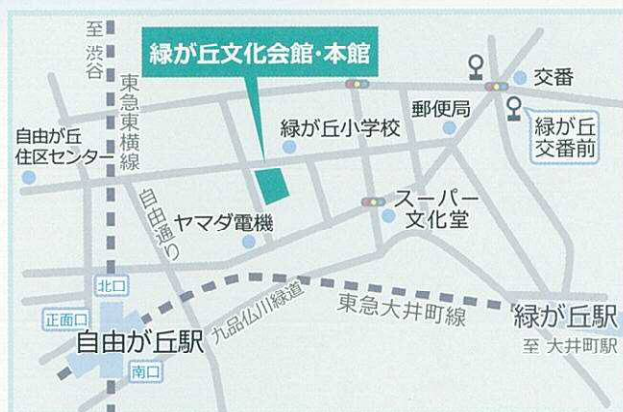 至 渋谷
東急東横線
緑が丘文化会館・本館
交番
自由が丘
住区センター
緑が丘小学校
郵便局
緑が丘
交番前
自由通り
ヤマダ電機
スーパー
文化堂
北口
正面口
自由が丘駅
南口
九品仏川緑道
東急大井町線
緑が丘駅
至 大井町駅